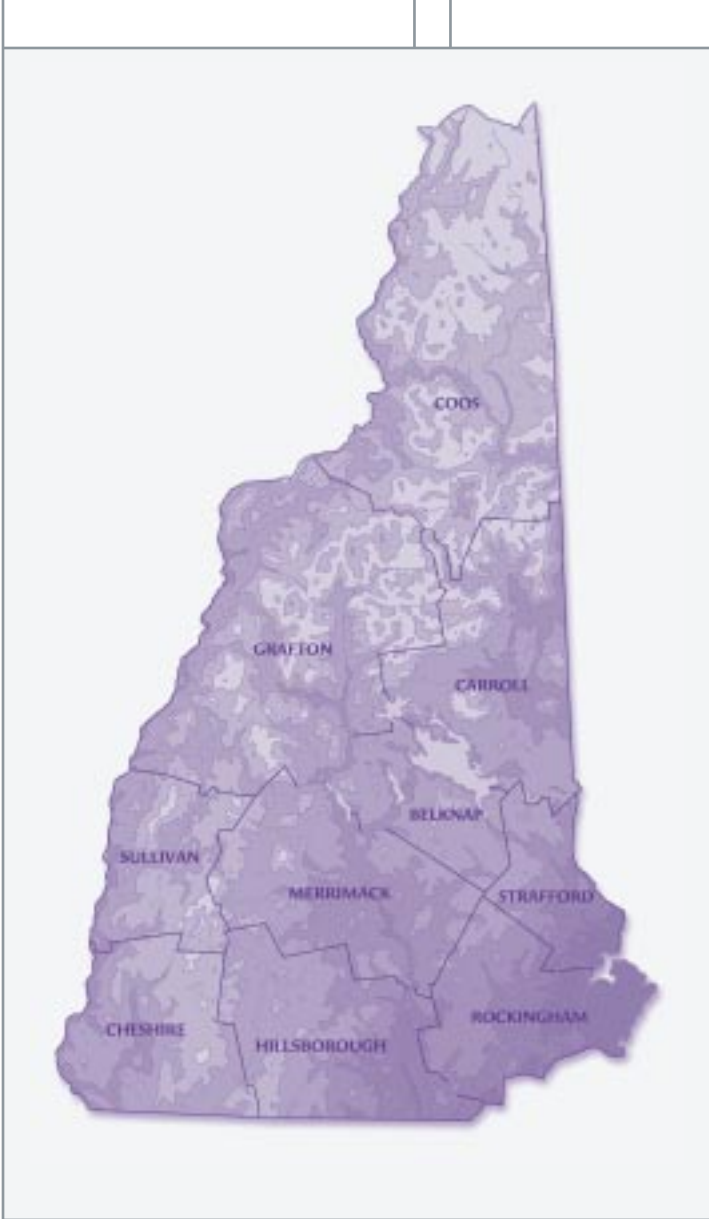 COOS
GRAFTON
CARROLL
BELKNAP
SULLIVAN
MERRIMACK
STRAFFORD
ROCKINGHAM
CHESHIRE
HILLSBOROUGH